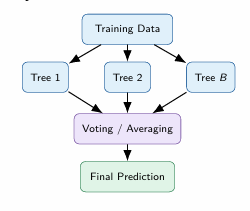 Training Data
Tree 1
Tree 2
Tree B
Voting / Averaging
Final Prediction